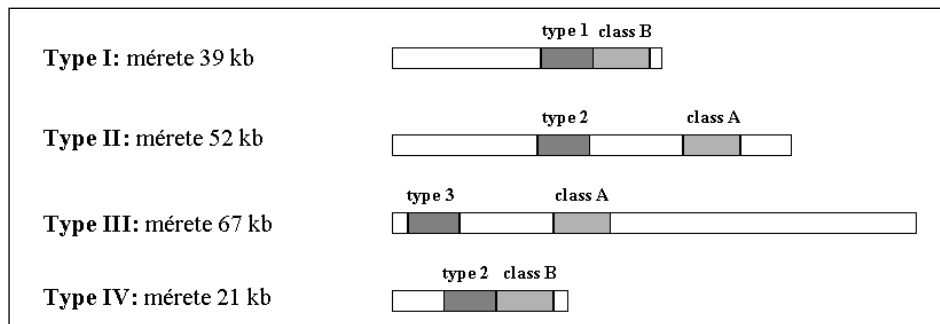 type 1 class B
Type I: mérete 39 kb
type 2 class A
Type II: mérete 52 kb
type 3 class A
Type III: mérete 67 kb
type 2 class B
Type IV: mérete 21 kb